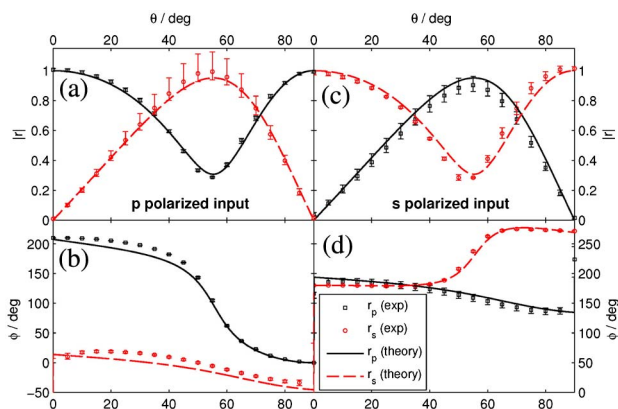 θ / deg θ / deg
0 20 40 60 80 0 20 40 60 80
|r| 1 0.8 0.6 0.4 0.2 0
(a) p polarized input
(c) s polarized input
1 0.8 0.6 0.4 0.2 0 |r|
φ / deg 200 150 100 50 0 −50
(b)
(d)
250 200 150 100 50 0 φ / deg
r_p (exp)
r_s (exp)
r_p (theory)
r_s (theory)
0 20 40 60 80 0 20 40 60 80
θ / deg θ / deg